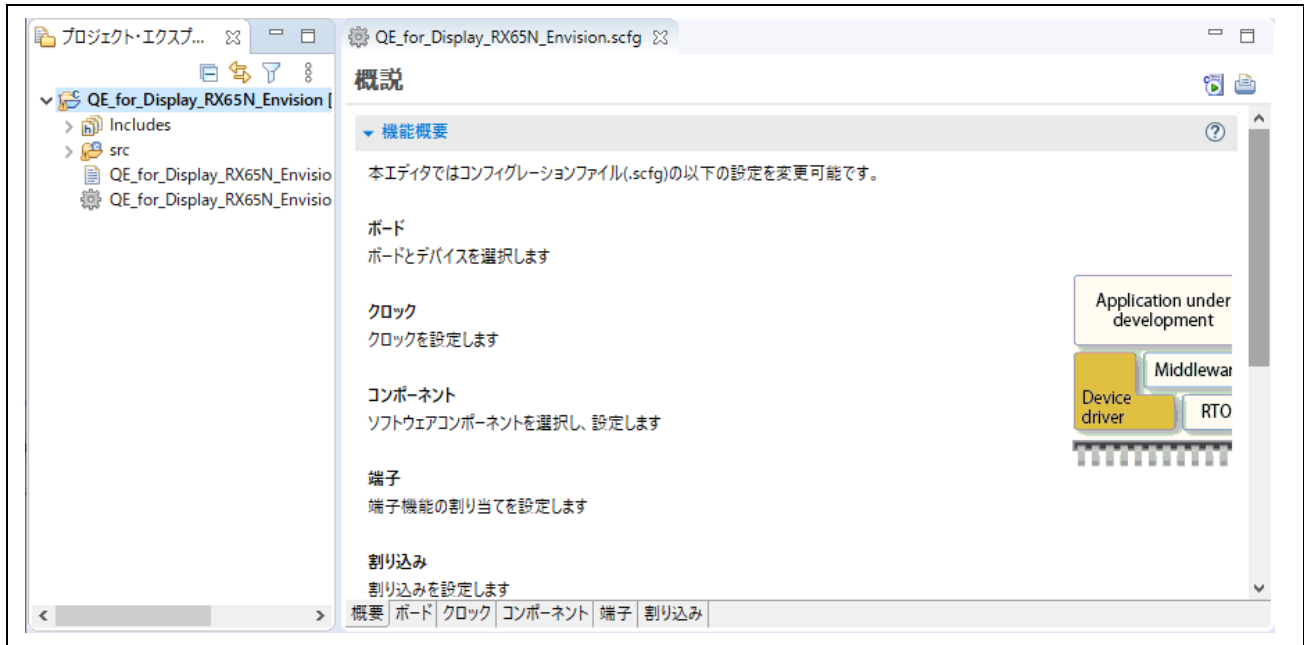 プロジェクト・エクスプ...
QE_for_Display_RX65N_Envision [
Includes
src
QE_for_Display_RX65N_Envisio
QE_for_Display_RX65N_Envisio
QE_for_Display_RX65N_Envision.scfg
概説
機能概要
本エディタではコンフィグレーションファイル(.scfg)の以下の設定を変更可能です。
ボード
ボードとデバイスを選択します
クロック
クロックを設定します
コンポーネント
ソフトウェアコンポーネントを選択し、設定します
端子
端子機能の割り当てを設定します
割り込み
割り込みを設定します
Application under
development
Middlewar
Device
driver
RTO
概要 ボード クロック コンポーネント 端子 割り込み